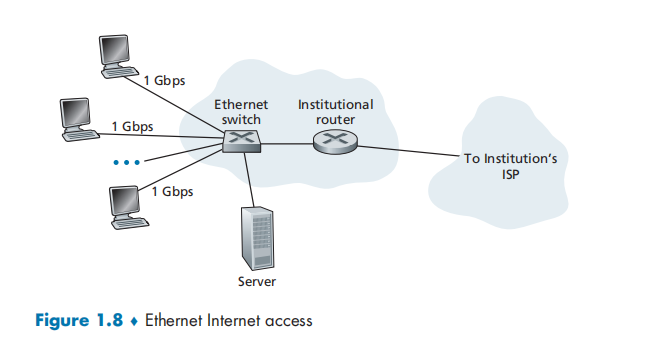 1 Gbps
Ethernet
switch
Institutional
router
1 Gbps
To Institution's
ISP
1 Gbps
Server
Figure 1.8 ♦ Ethernet Internet access